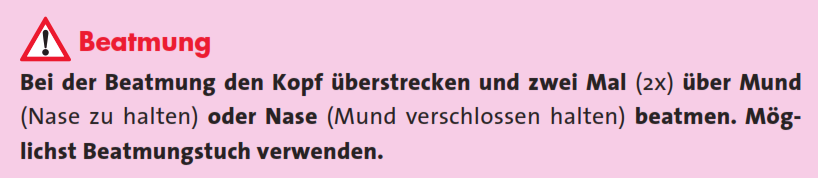 Beatmung
Bei der Beatmung den Kopf überstrecken und zwei Mal (2x) über Mund
(Nase zu halten) oder Nase (Mund verschlossen halten) beatmen. Mög-
lichst Beatmungstuch verwenden.